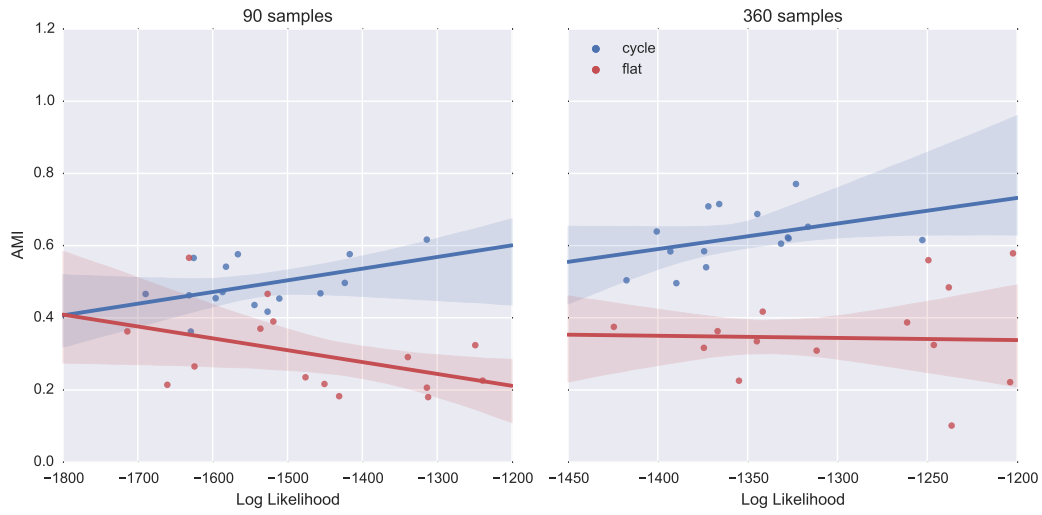 90 samples
360 samples
1.2
1.0
0.8
0.6
0.4
0.2
0.0
AMI
cycle
flat
−1800 −1700 −1600 −1500 −1400 −1300 −1200
−1450 −1400 −1350 −1300 −1250 −1200
Log Likelihood
Log Likelihood